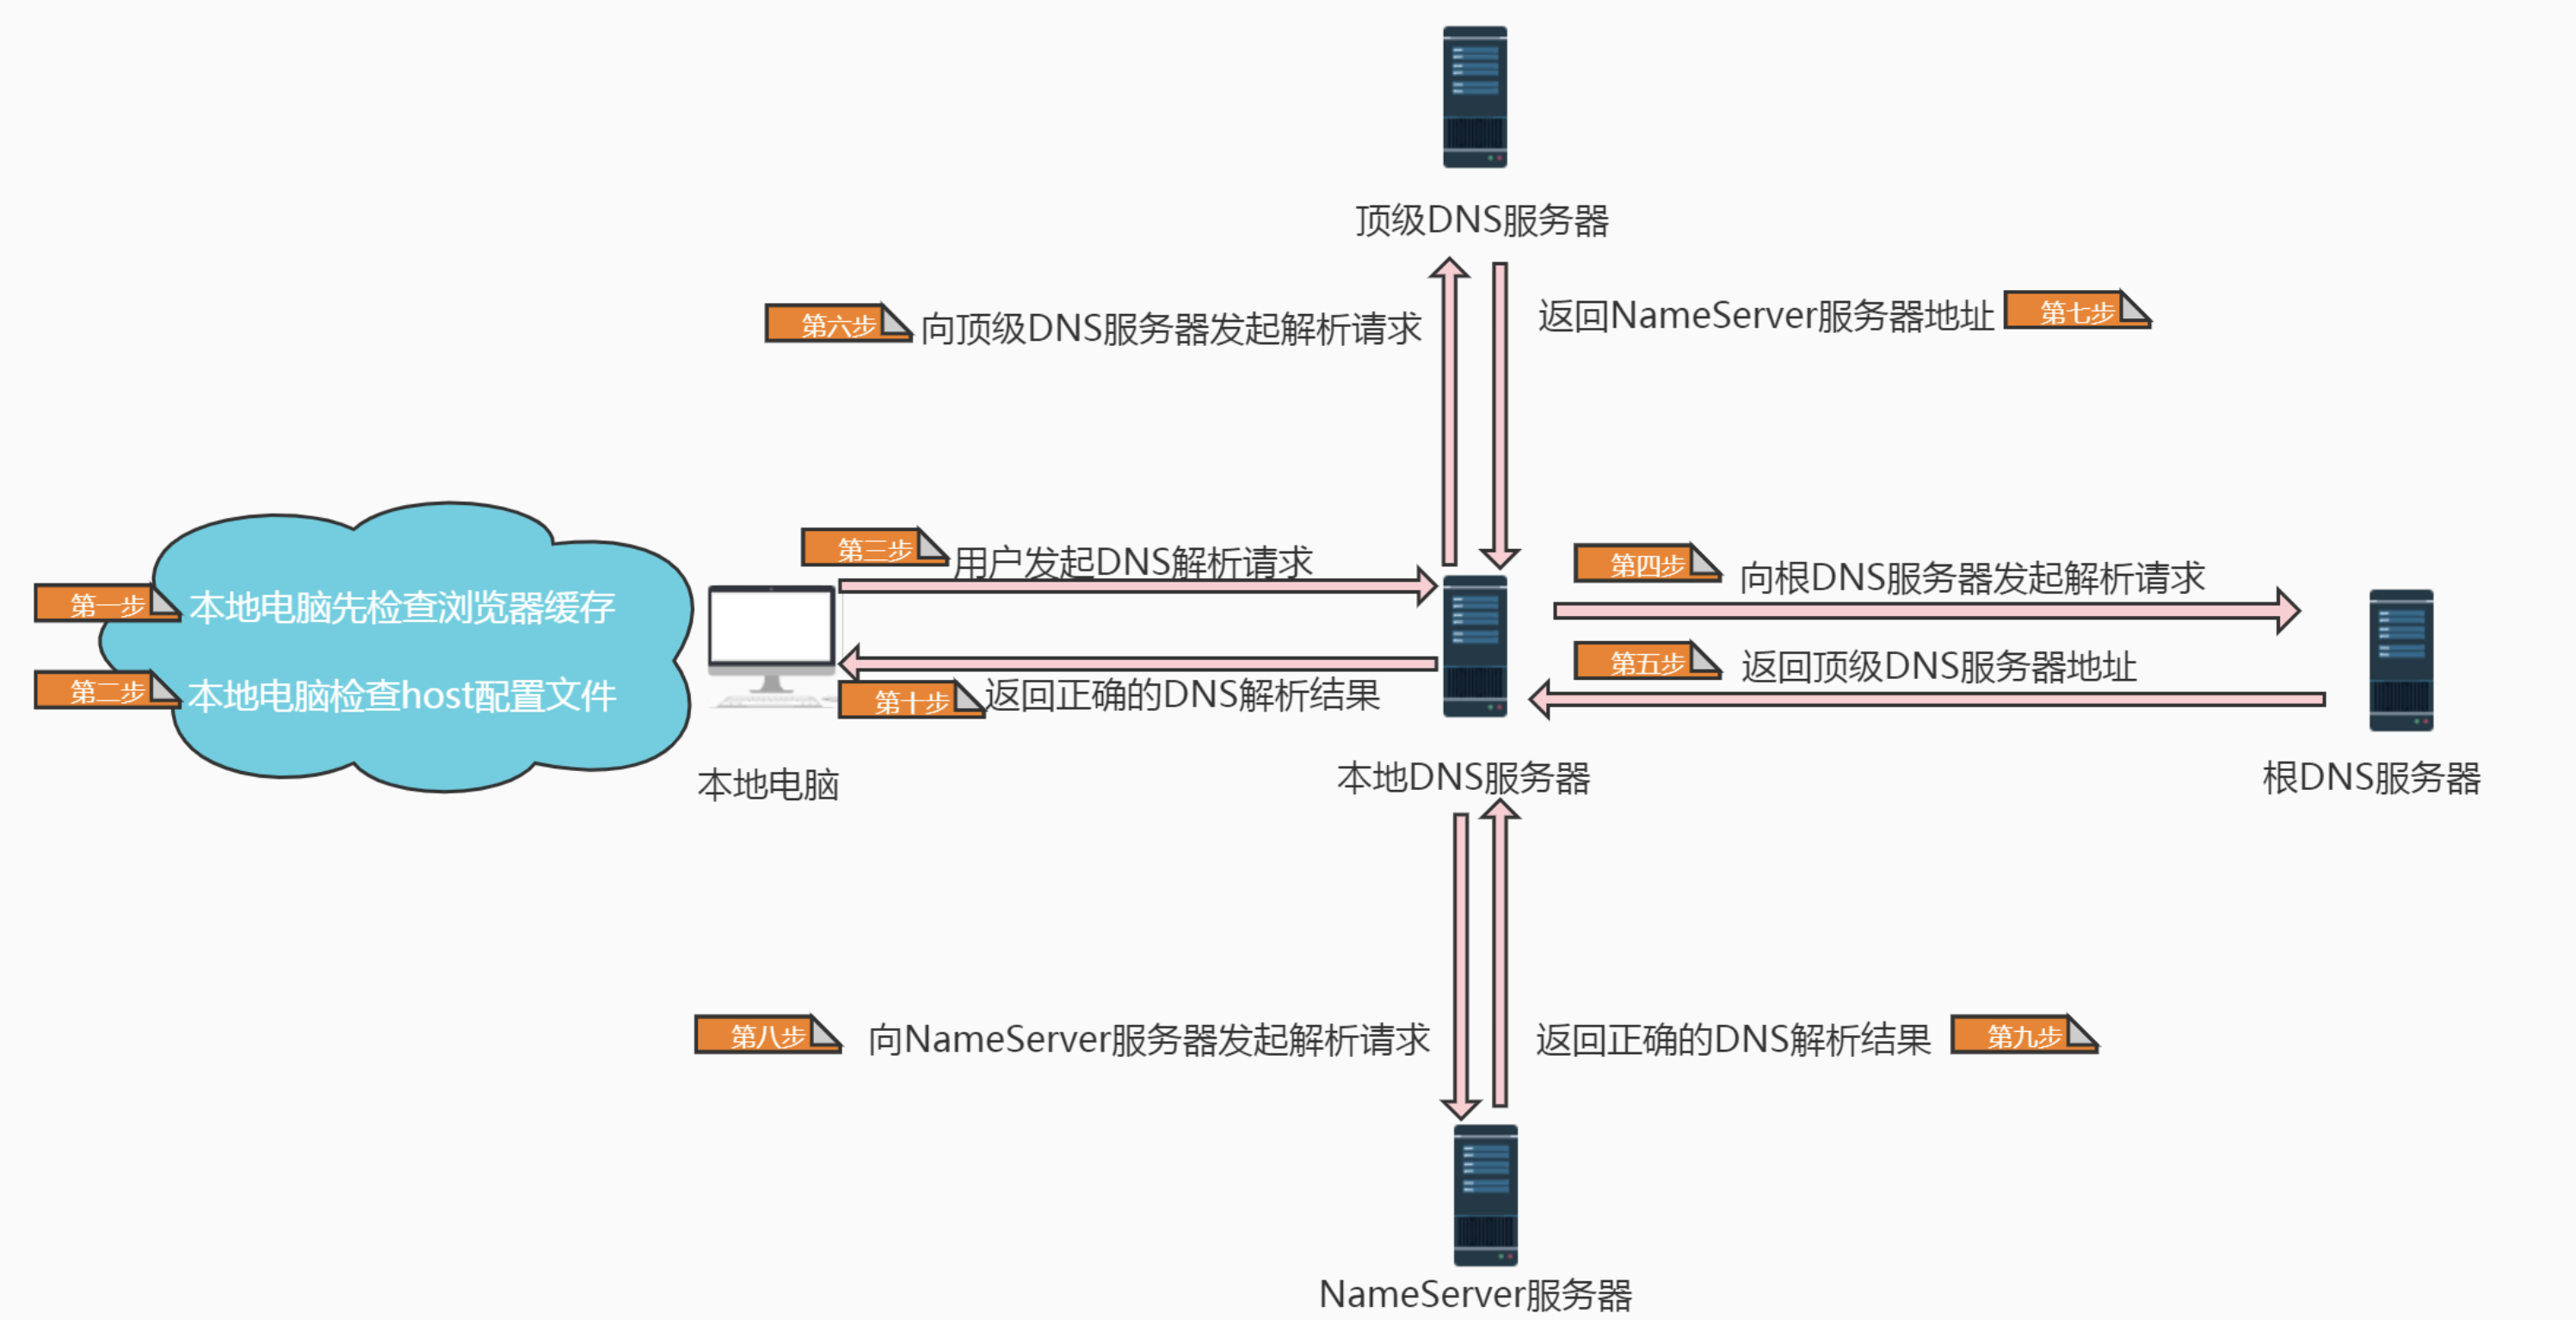 顶级DNS服务器
第六步 向顶级DNS服务器发起解析请求
返回NameServer服务器地址 第七步
第一步 本地电脑先检查浏览器缓存
第二步 本地电脑检查host配置文件
第三步 用户发起DNS解析请求
第十步 返回正确的DNS解析结果
第四步 向根DNS服务器发起解析请求
第五步 返回顶级DNS服务器地址
本地电脑
本地DNS服务器
根DNS服务器
第八步 向NameServer服务器发起解析请求
返回正确的DNS解析结果 第九步
NameServer服务器